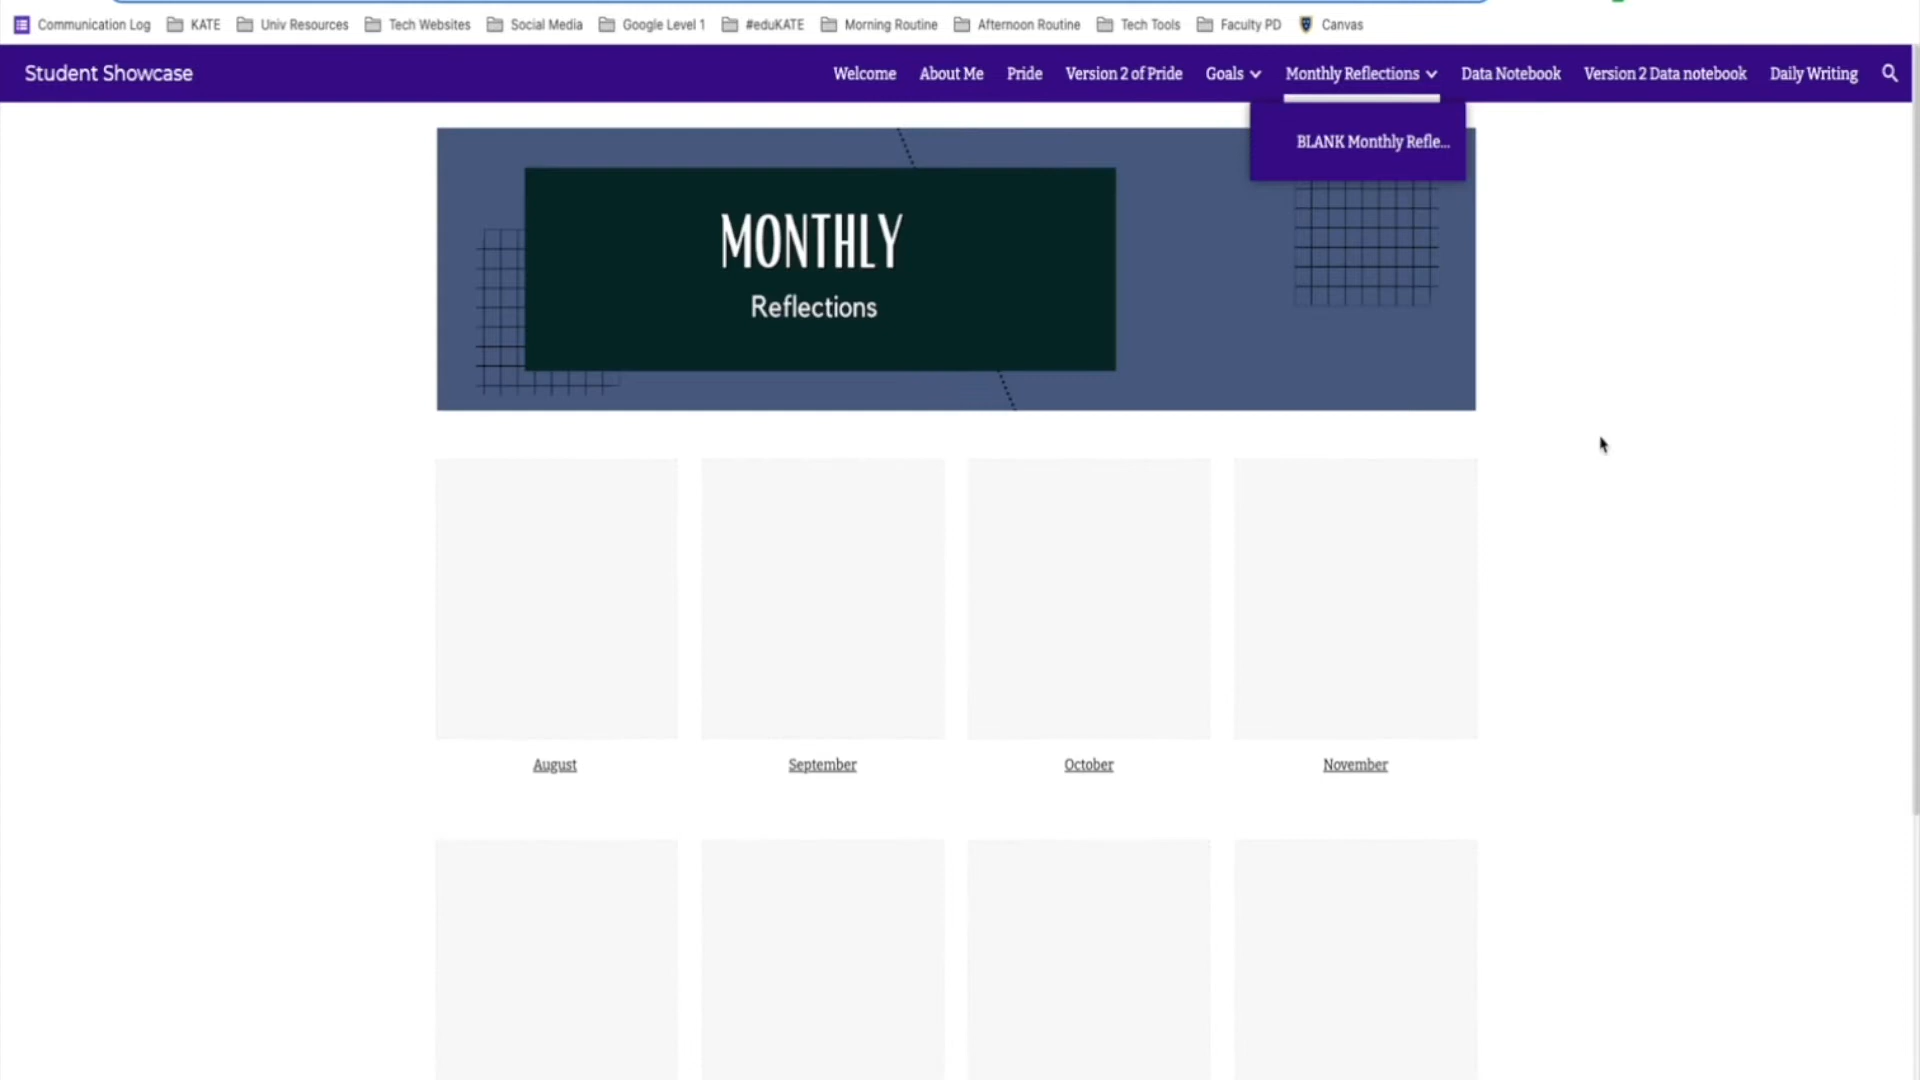 Communication Log KATE Univ Resources Tech Websites Social Media Google Level 1 #eduKATE Morning Routine Afternoon Routine Tech Tools Faculty PD Canvas
Student Showcase Welcome About Me Pride Version 2 of Pride Goals Monthly Reflections Data Notebook Version 2 Data notebook Daily Writing
BLANK Monthly Refle...
MONTHLY
Reflections
August September October November